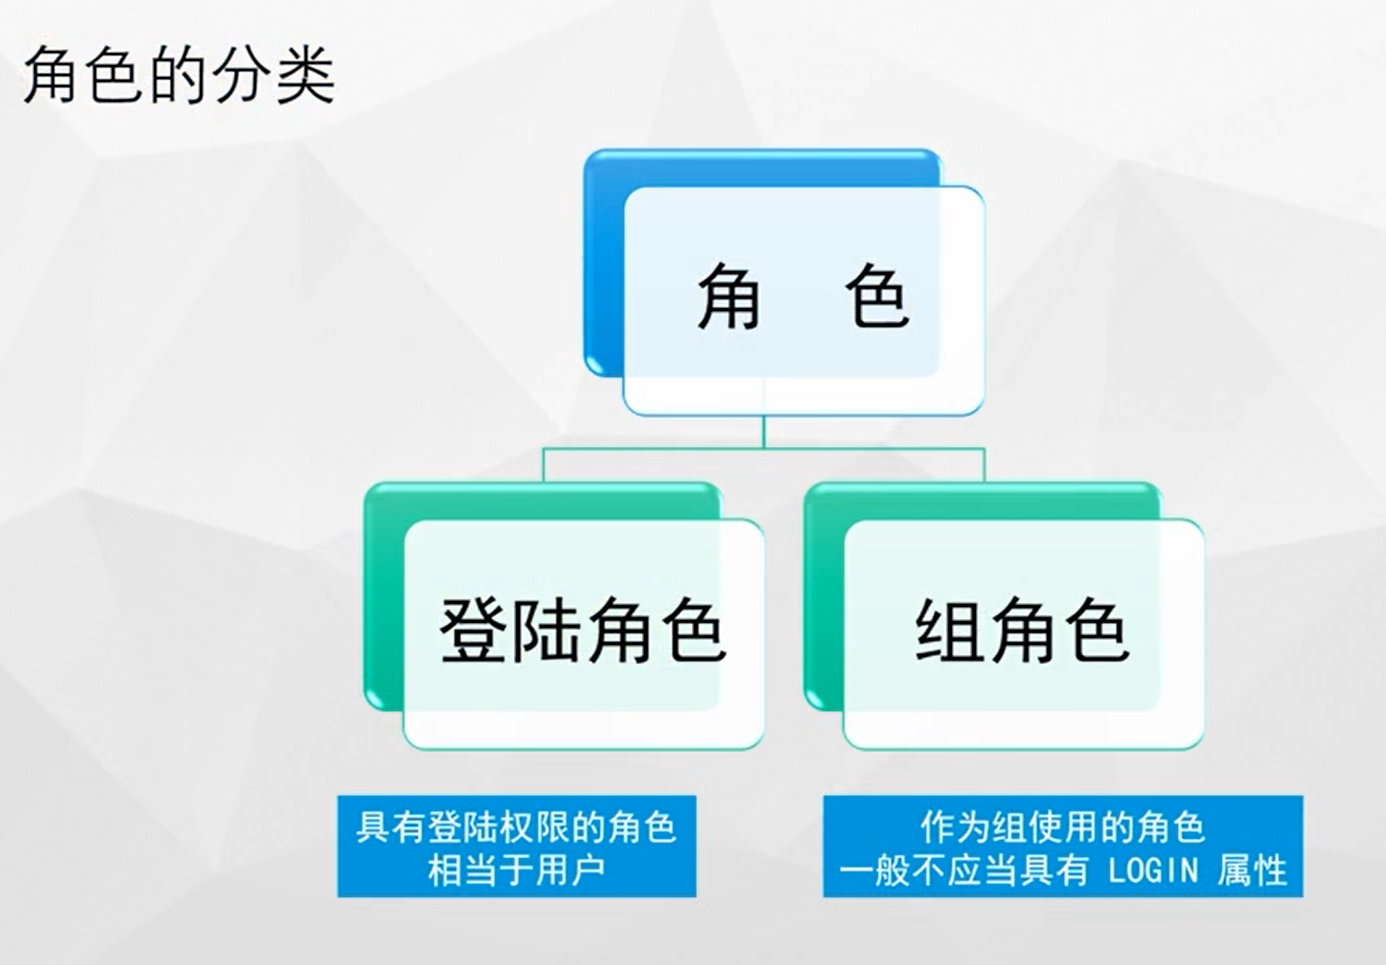 角色的分类
角 色
登陆角色
组角色
具有登陆权限的角色
相当于用户
作为组使用的角色
一般不应当具有 LOGIN 属性